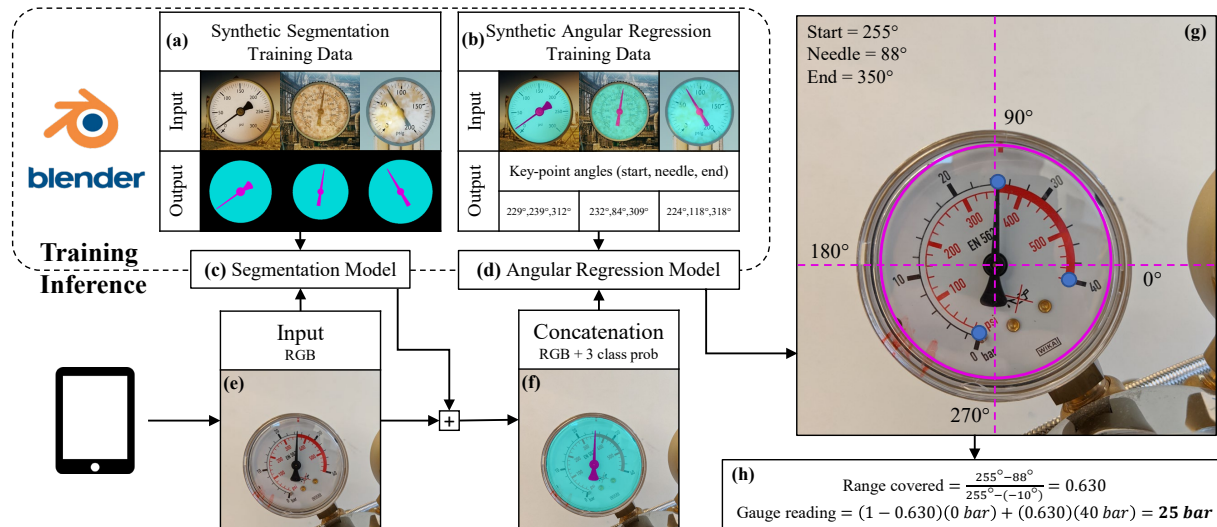 (a) Synthetic Segmentation
Training Data
Input
Output
(b) Synthetic Angular Regression
Training Data
Input
Output
Key-point angles (start, needle, end)
229°,239°,312°
232°,84°,309°
224°,118°,318°
blender
Training
Inference
(c) Segmentation Model
(d) Angular Regression Model
Input
RGB
(e)
+
Concatenation
RGB + 3 class prob
(f)
Start = 255°
Needle = 88°
End = 350°
(g)
90°
180°
0°
270°
0 bar
10
20
30
40
psi
100
200
300
400
500
WIKA
(h)
Range covered = 255°−88° / 255°−(−10°) = 0.630
Gauge reading = (1 − 0.630)(0 bar) + (0.630)(40 bar) = 25 bar